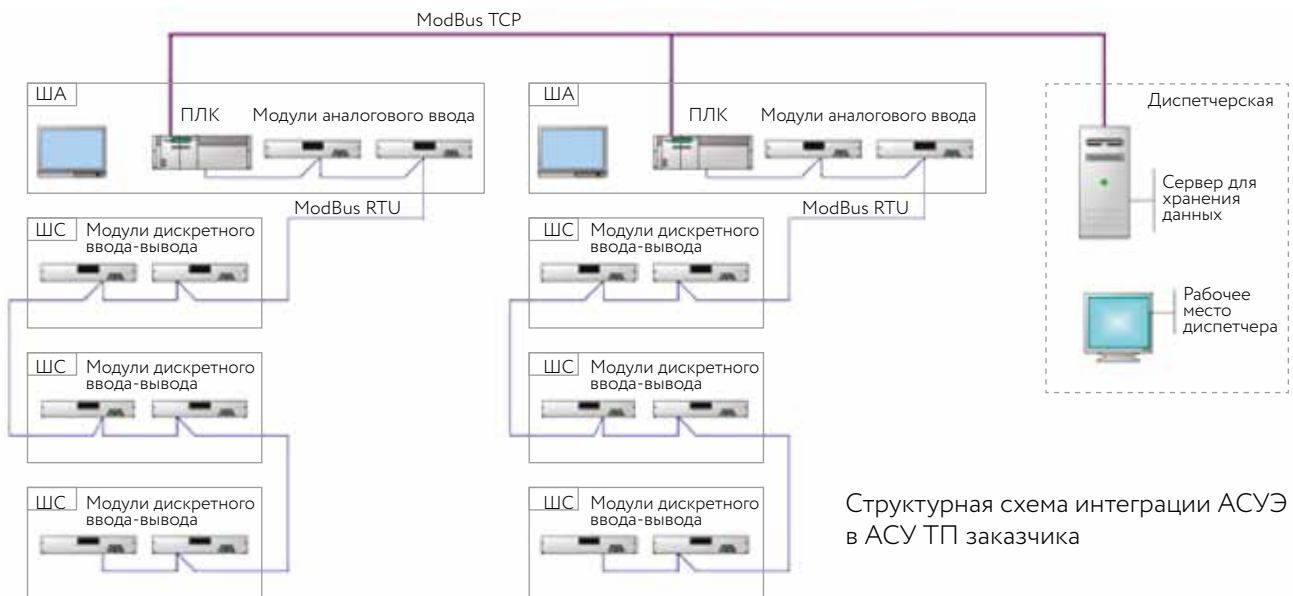 ModBus TCP
ША
ПЛК
Модули аналогового ввода
ModBus RTU
ШС
Модули дискретного
ввода-вывода
ШС
Модули дискретного
ввода-вывода
ШС
Модули дискретного
ввода-вывода
ША
ПЛК
Модули аналогового ввода
ModBus RTU
ШС
Модули дискретного
ввода-вывода
ШС
Модули дискретного
ввода-вывода
ШС
Модули дискретного
ввода-вывода
Диспетчерская
Сервер для
хранения
данных
Рабочее
место
диспетчера
Структурная схема интеграции АСУЭ
в АСУ ТП заказчика